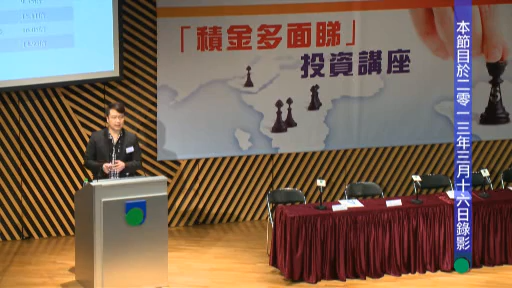 「積金多面睇」
投資講座
本節目於二零一三年三月十六日錄影